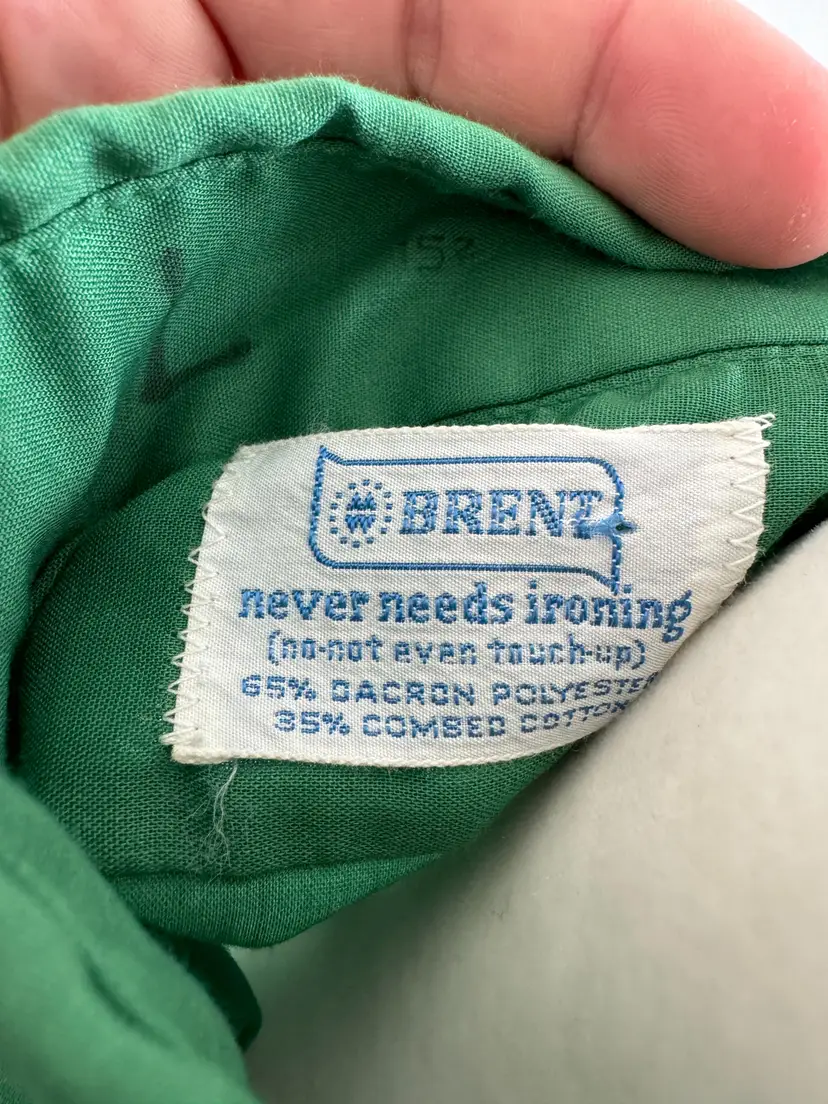 L
BRENT
never needs ironing
(no-not even touch-up)
65% DACRON POLYESTER
35% COMBED COTTON